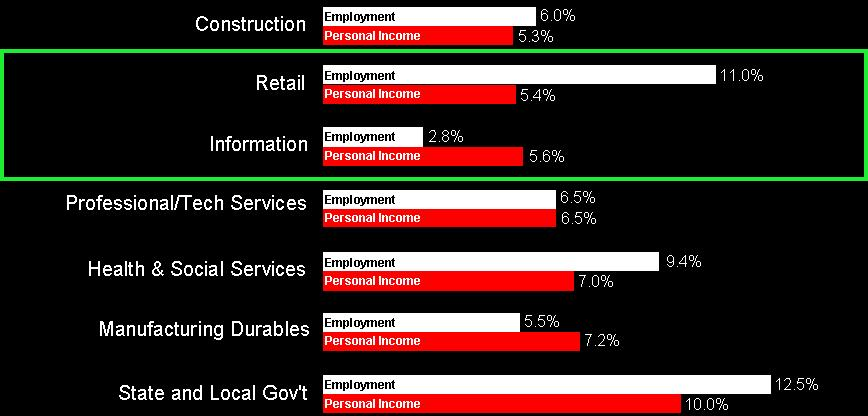 Construction
Employment 6.0%
Personal Income 5.3%
Retail
Employment 11.0%
Personal Income 5.4%
Information
Employment 2.8%
Personal Income 5.6%
Professional/Tech Services
Employment 6.5%
Personal Income 6.5%
Health & Social Services
Employment 9.4%
Personal Income 7.0%
Manufacturing Durables
Employment 5.5%
Personal Income 7.2%
State and Local Gov't
Employment 12.5%
Personal Income 10.0%